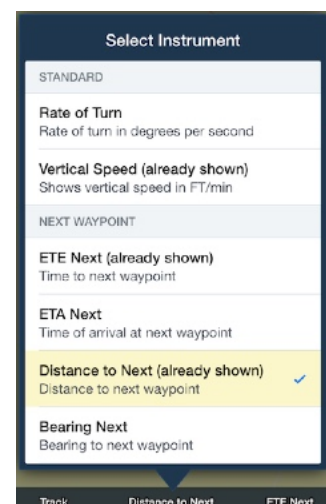 Select Instrument
STANDARD
Rate of Turn
Rate of turn in degrees per second
Vertical Speed (already shown)
Shows vertical speed in FT/min
NEXT WAYPOINT
ETE Next (already shown)
Time to next waypoint
ETA Next
Time of arrival at next waypoint
Distance to Next (already shown)
Distance to next waypoint
Bearing Next
Bearing to next waypoint
Track Distance to Next ETE Next